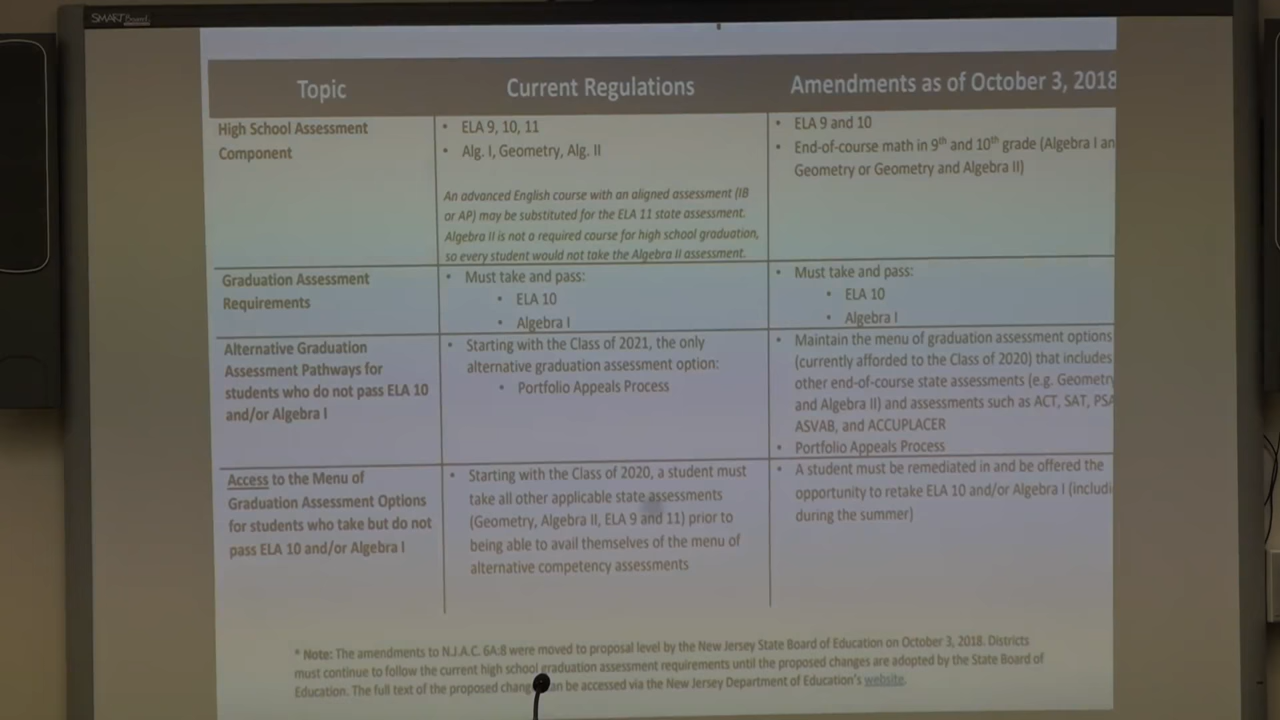 SMART Board
Topic
Current Regulations
Amendments as of October 3, 2018
High School Assessment
Component
• ELA 9, 10, 11
• Alg. I, Geometry, Alg. II
An advanced English course with an aligned assessment (IB
or AP) may be substituted for the ELA 11 state assessment.
Algebra II is not a required course for high school graduation,
so every student would not take the Algebra II assessment.
• ELA 9 and 10
• End-of-course math in 9th and 10th grade (Algebra I an
Geometry or Geometry and Algebra II)
Graduation Assessment
Requirements
• Must take and pass:
• ELA 10
• Algebra I
• Must take and pass:
• ELA 10
• Algebra I
Alternative Graduation
Assessment Pathways for
students who do not pass ELA 10
and/or Algebra I
• Starting with the Class of 2021, the only
alternative graduation assessment option:
• Portfolio Appeals Process
• Maintain the menu of graduation assessment options
(currently afforded to the Class of 2020) that includes
other end-of-course state assessments (e.g. Geometry
and Algebra II) and assessments such as ACT, SAT, PSA
ASVAB, and ACCUPLACER
• Portfolio Appeals Process
Access to the Menu of
Graduation Assessment Options
for students who take but do not
pass ELA 10 and/or Algebra I
• Starting with the Class of 2020, a student must
take all other applicable state assessments
(Geometry, Algebra II, ELA 9 and 11) prior to
being able to avail themselves of the menu of
alternative competency assessments
• A student must be remediated in and be offered the
opportunity to retake ELA 10 and/or Algebra I (includi
during the summer)
* Note: The amendments to N.J.A.C. 6A:8 were moved to proposal level by the New Jersey State Board of Education on October 3, 2018. Districts
must continue to follow the current high school graduation assessment requirements until the proposed changes are adopted by the State Board of
Education. The full text of the proposed chang an be accessed via the New Jersey Department of Education's website.